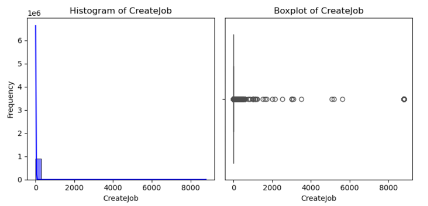 Histogram of CreateJob
1e6
6
5
4
3
2
1
0
Frequency
0
2000
4000
6000
8000
CreateJob
Boxplot of CreateJob
0
2000
4000
6000
8000
CreateJob